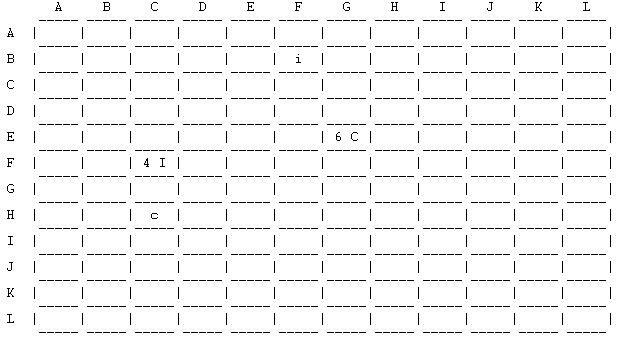 A B C D E F G H I J K L
A
B i
C
D
E 6 C
F 4 I
G
H c
I
J
K
L